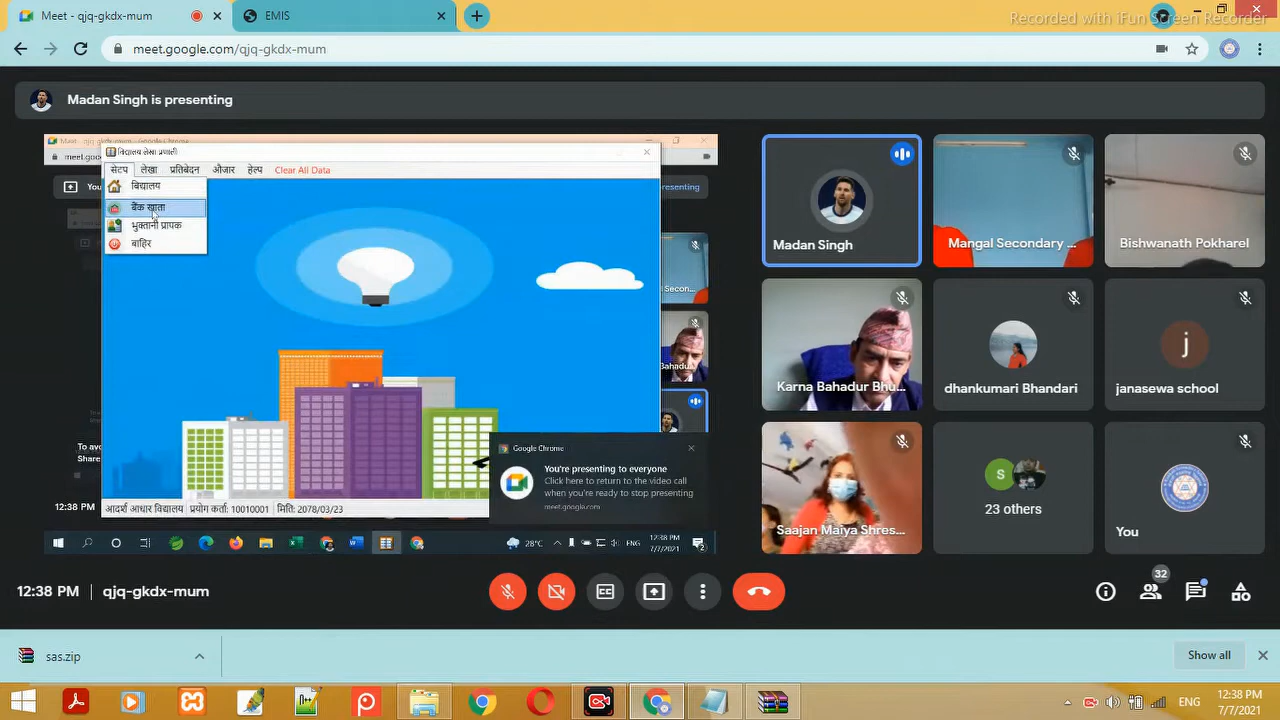 Meet - qjq-gkdx-mum
EMIS
Recorded with iFun Screen Recorder
meet.google.com/qjq-gkdx-mum
Madan Singh is presenting
विद्यालय लेखा प्रणाली
सेटप लेखा प्रतिबेदन औजार हेल्प Clear All Data
बिद्यालय
बैंक खाता
भुक्तानी प्रापक
बाहिर
Google Chrome
You're presenting to everyone
Click here to return to the video call
when you're ready to stop presenting
meet.google.com
आदर्श आधार विद्यालय प्रयोग कर्ता: 10010001 मिति: 2078/03/23
12:38 PM
28°C
ENG
12:38 PM
7/7/2021
Madan Singh
Mangal Secondary ...
Bishwanath Pokharel
Karna Bahadur Bhu...
dhankumari Bhandari
j
janasewa school
Saajan Maiya Shres...
S
23 others
You
12:38 PM
qjq-gkdx-mum
32
sas.zip
Show all
ENG
12:38 PM
7/7/2021